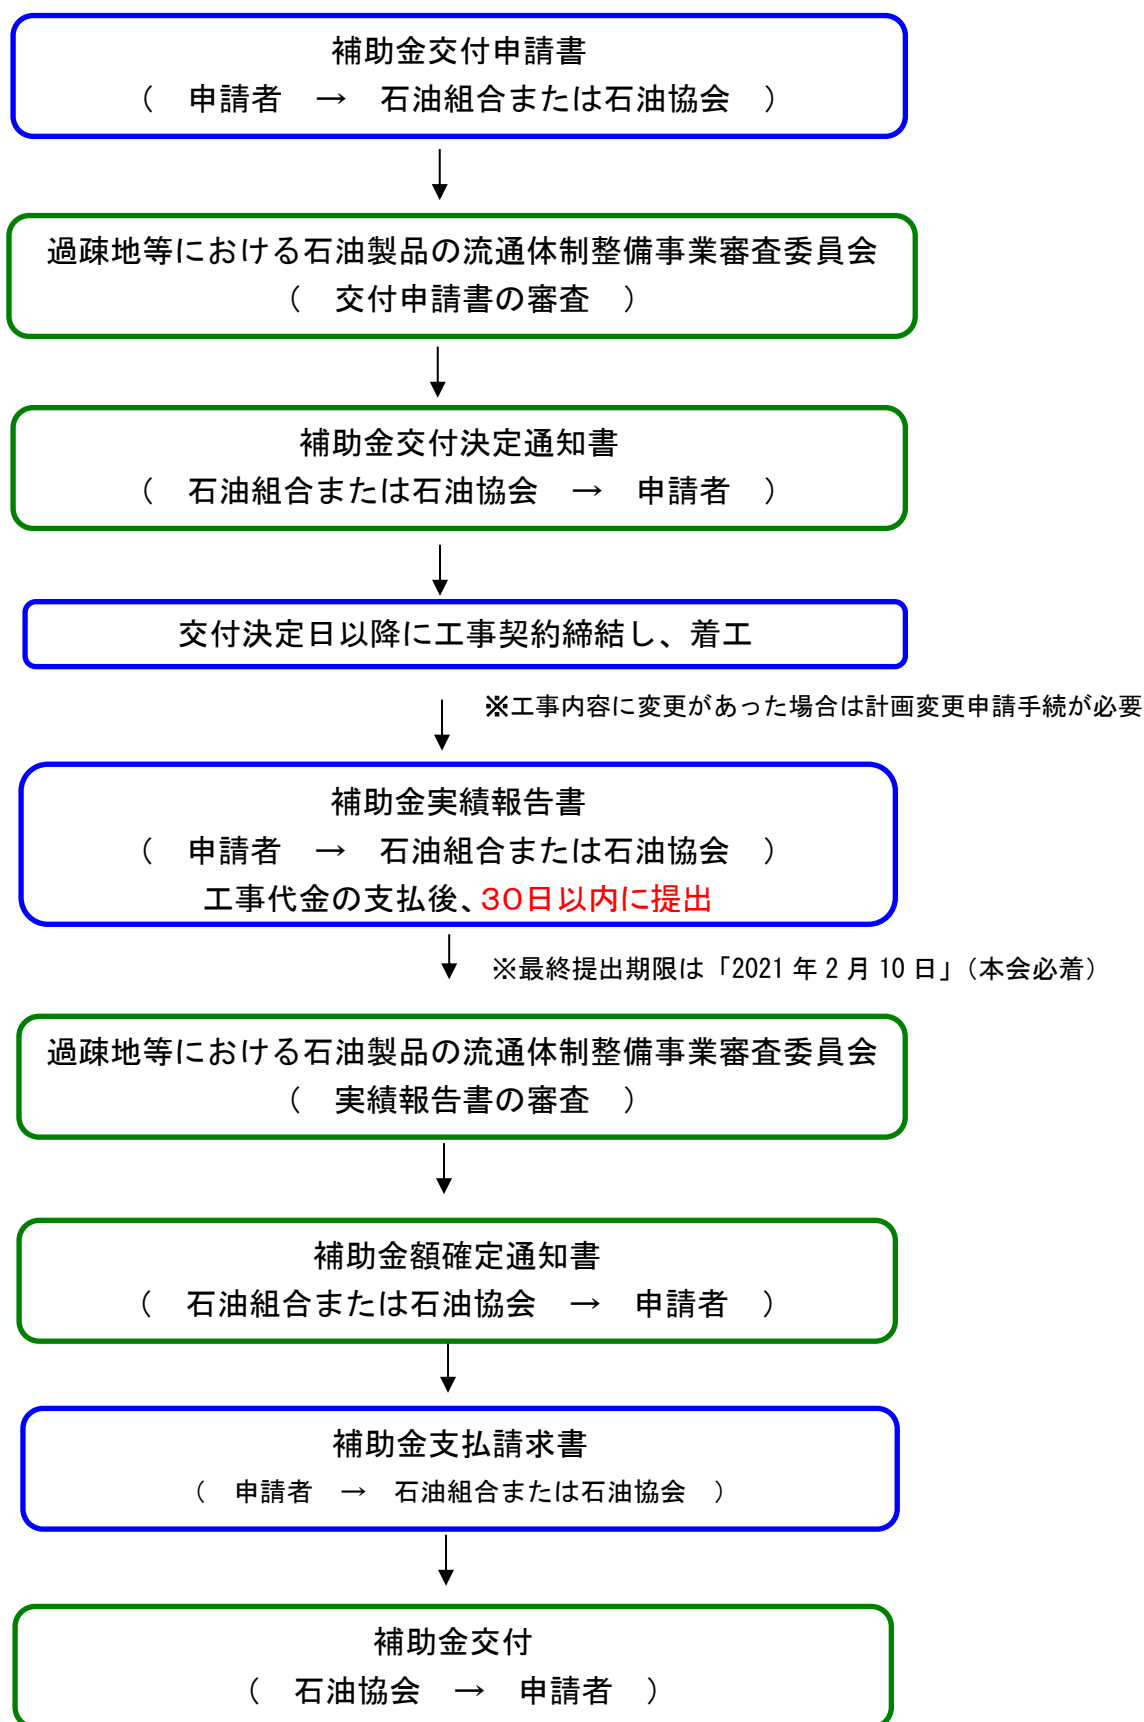 補助金交付申請書
（　申請者　→　石油組合または石油協会　）
過疎地等における石油製品の流通体制整備事業審査委員会
（　交付申請書の審査　）
補助金交付決定通知書
（　石油組合または石油協会　→　申請者　）
交付決定日以降に工事契約締結し、着工
※工事内容に変更があった場合は計画変更申請手続が必要
補助金実績報告書
（　申請者　→　石油組合または石油協会　）
工事代金の支払後、30日以内に提出
※最終提出期限は「2021 年 2 月 10 日」（本会必着）
過疎地等における石油製品の流通体制整備事業審査委員会
（　実績報告書の審査　）
補助金額確定通知書
（　石油組合または石油協会　→　申請者　）
補助金支払請求書
（　申請者　→　石油組合または石油協会　）
補助金交付
（　石油協会　→　申請者　）